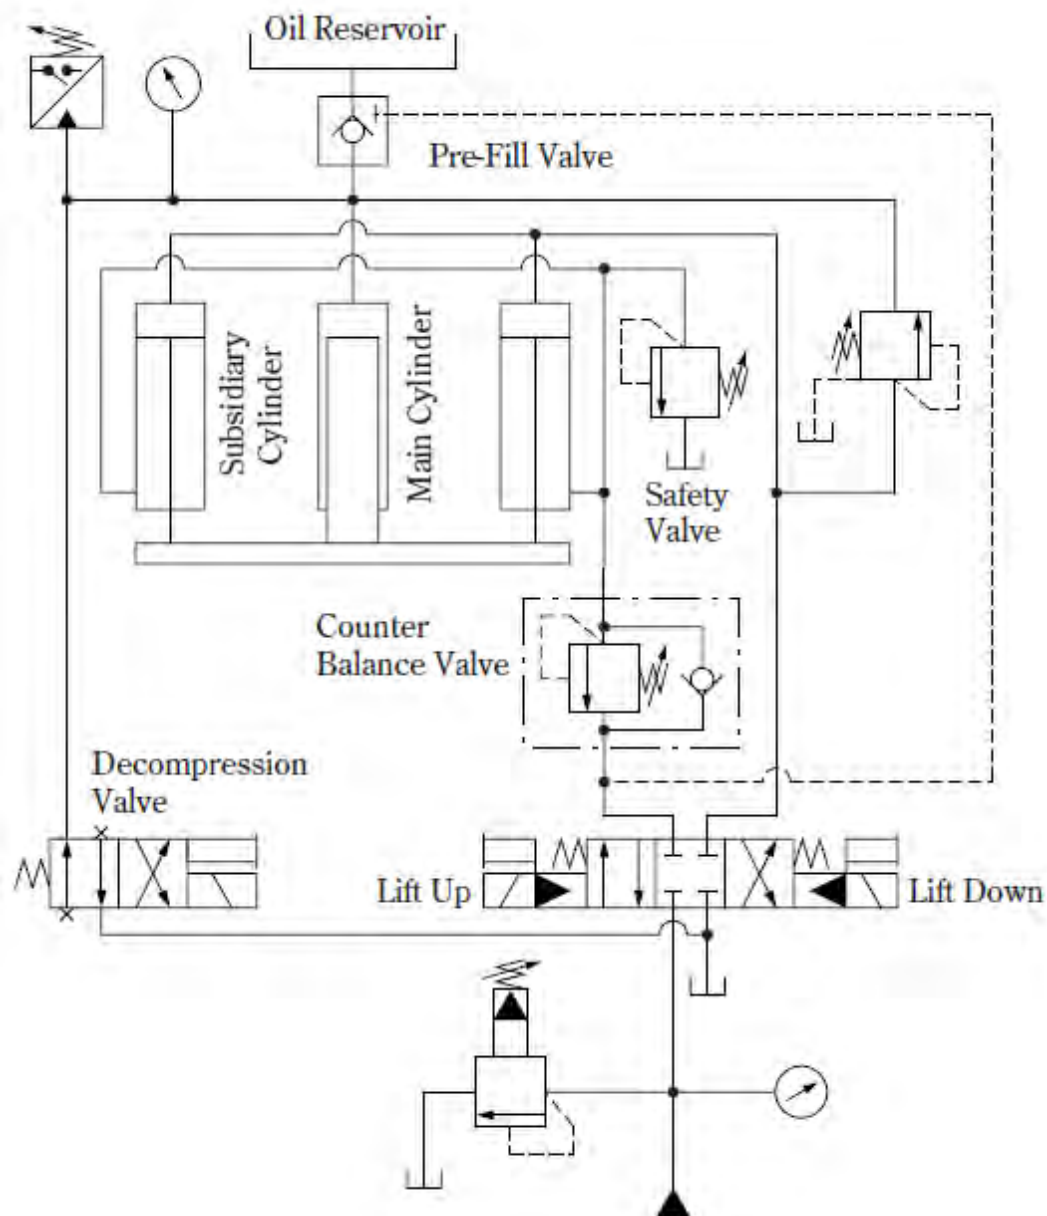 Oil Reservoir
Pre-Fill Valve
Subsidiary
Cylinder
Main Cylinder
Safety
Valve
Counter
Balance Valve
Decompression
Valve
Lift Up
Lift Down